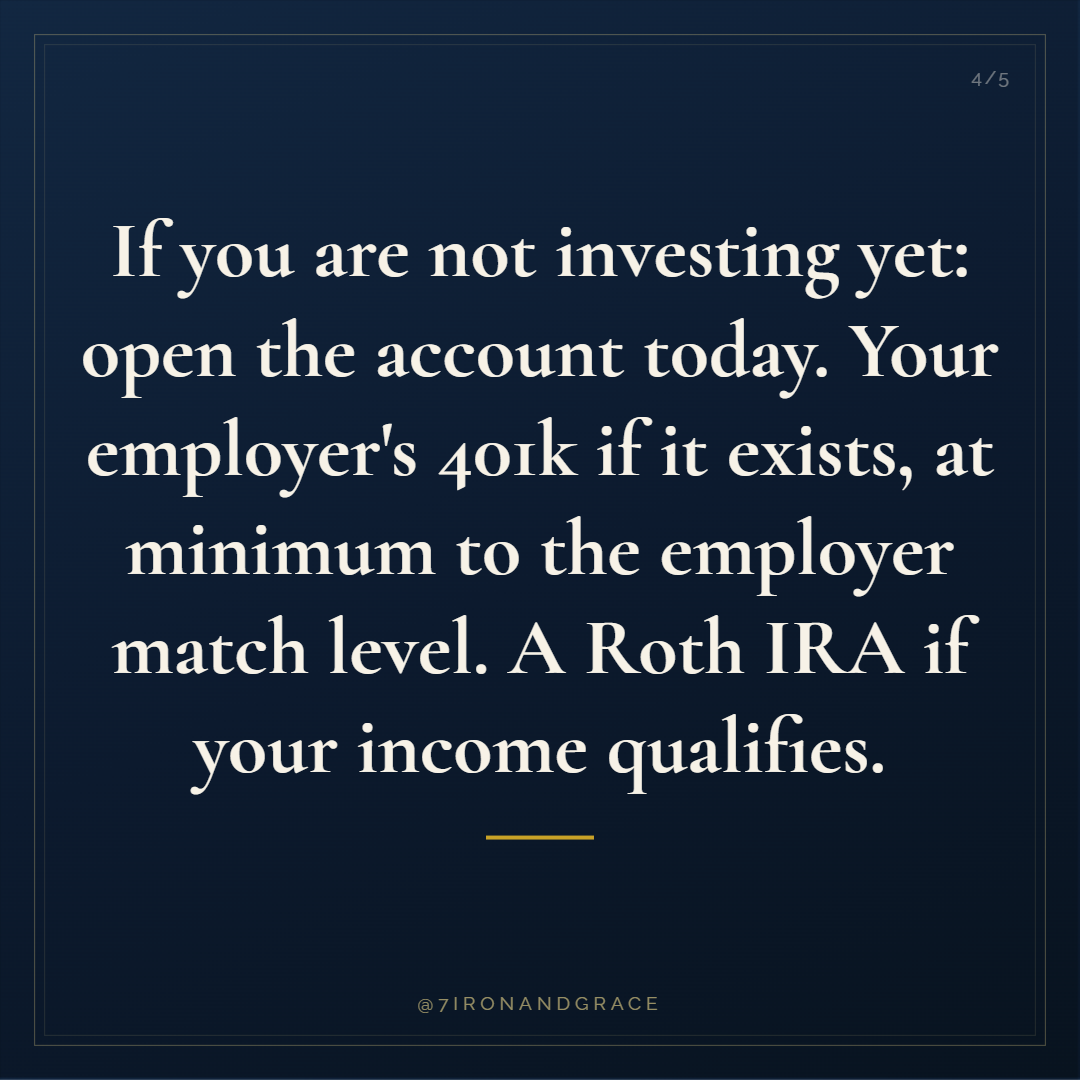 4/5
If you are not investing yet:
open the account today. Your
employer's 401k if it exists, at
minimum to the employer
match level. A Roth IRA if
your income qualifies.
@7IRONANDGRACE